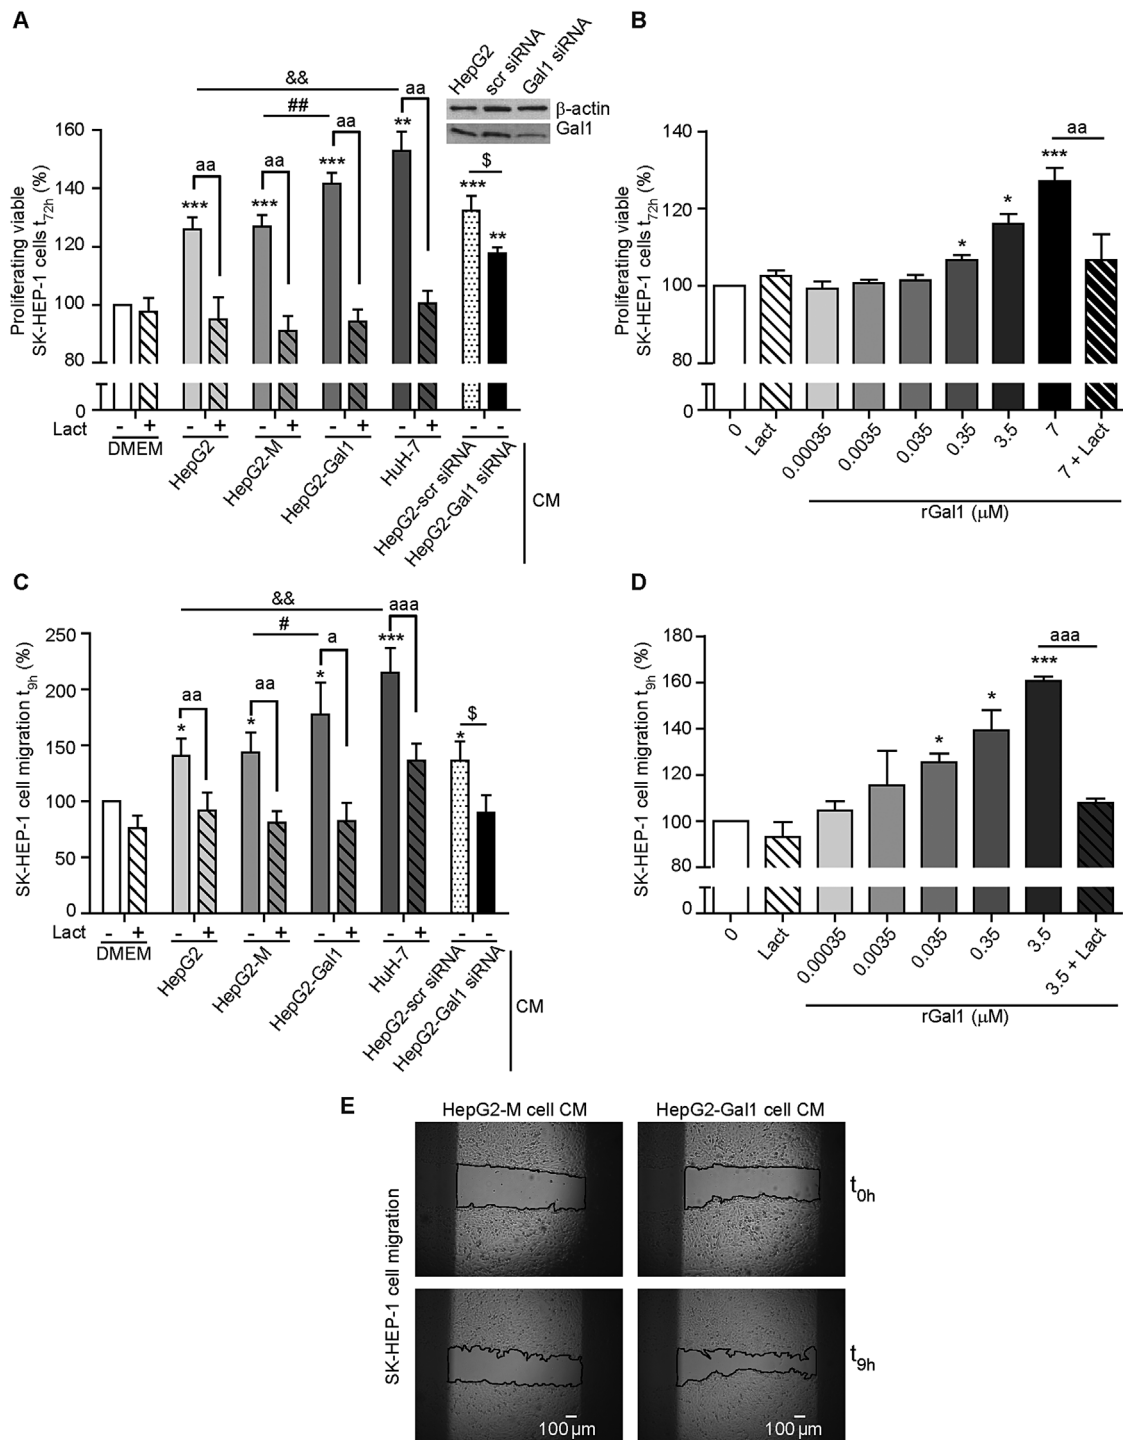 A
HepG2
scr siRNA
Gal1 siRNA
β-actin
Gal1
&&
##
aa
aa
aa
aa
$
***
***
***
**
***
**
Proliferating viable
SK-HEP-1 cells t72h (%)
160
140
120
100
80
0
Lact - + - + - + - + - + - -
DMEM
HepG2
HepG2-M
HepG2-Gal1
HuH-7
HepG2-scr siRNA
HepG2-Gal1 siRNA
CM
B
Proliferating viable
SK-HEP-1 cells t72h (%)
140
120
100
80
0
*
*
***
aa
0
Lact
0.00035
0.0035
0.035
0.35
3.5
7
7 + Lact
rGal1 (μM)
C
&&
#
aa
aa
a
aaa
$
*
*
*
***
*
SK-HEP-1 cell migration t9h (%)
250
200
150
100
50
0
Lact - + - + - + - + - + - -
DMEM
HepG2
HepG2-M
HepG2-Gal1
HuH-7
HepG2-scr siRNA
HepG2-Gal1 siRNA
CM
D
SK-HEP-1 cell migration t9h (%)
180
160
140
120
100
80
0
*
*
***
aaa
0
Lact
0.00035
0.0035
0.035
0.35
3.5
3.5 + Lact
rGal1 (μM)
E
HepG2-M cell CM
HepG2-Gal1 cell CM
SK-HEP-1 cell migration
t0h
t9h
100 μm
100 μm